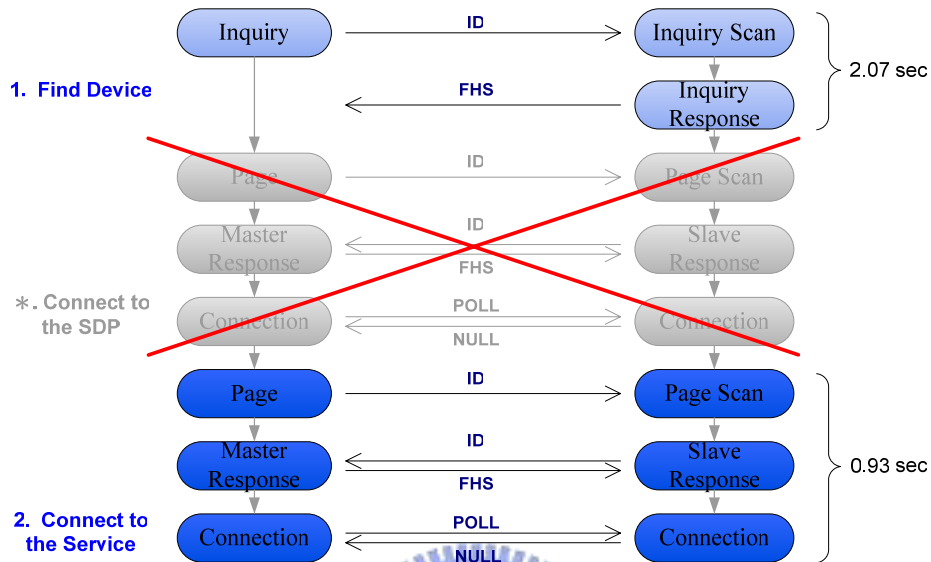 Inquiry
ID
Inquiry Scan
2.07 sec
1. Find Device
FHS
Inquiry
Response
Page
ID
Page Scan
Master
Response
ID
FHS
Slave
Response
*. Connect to
the SDP
Connection
POLL
NULL
Connection
Page
ID
Page Scan
Master
Response
ID
FHS
Slave
Response
0.93 sec
2. Connect to
the Service
Connection
POLL
NULL
Connection